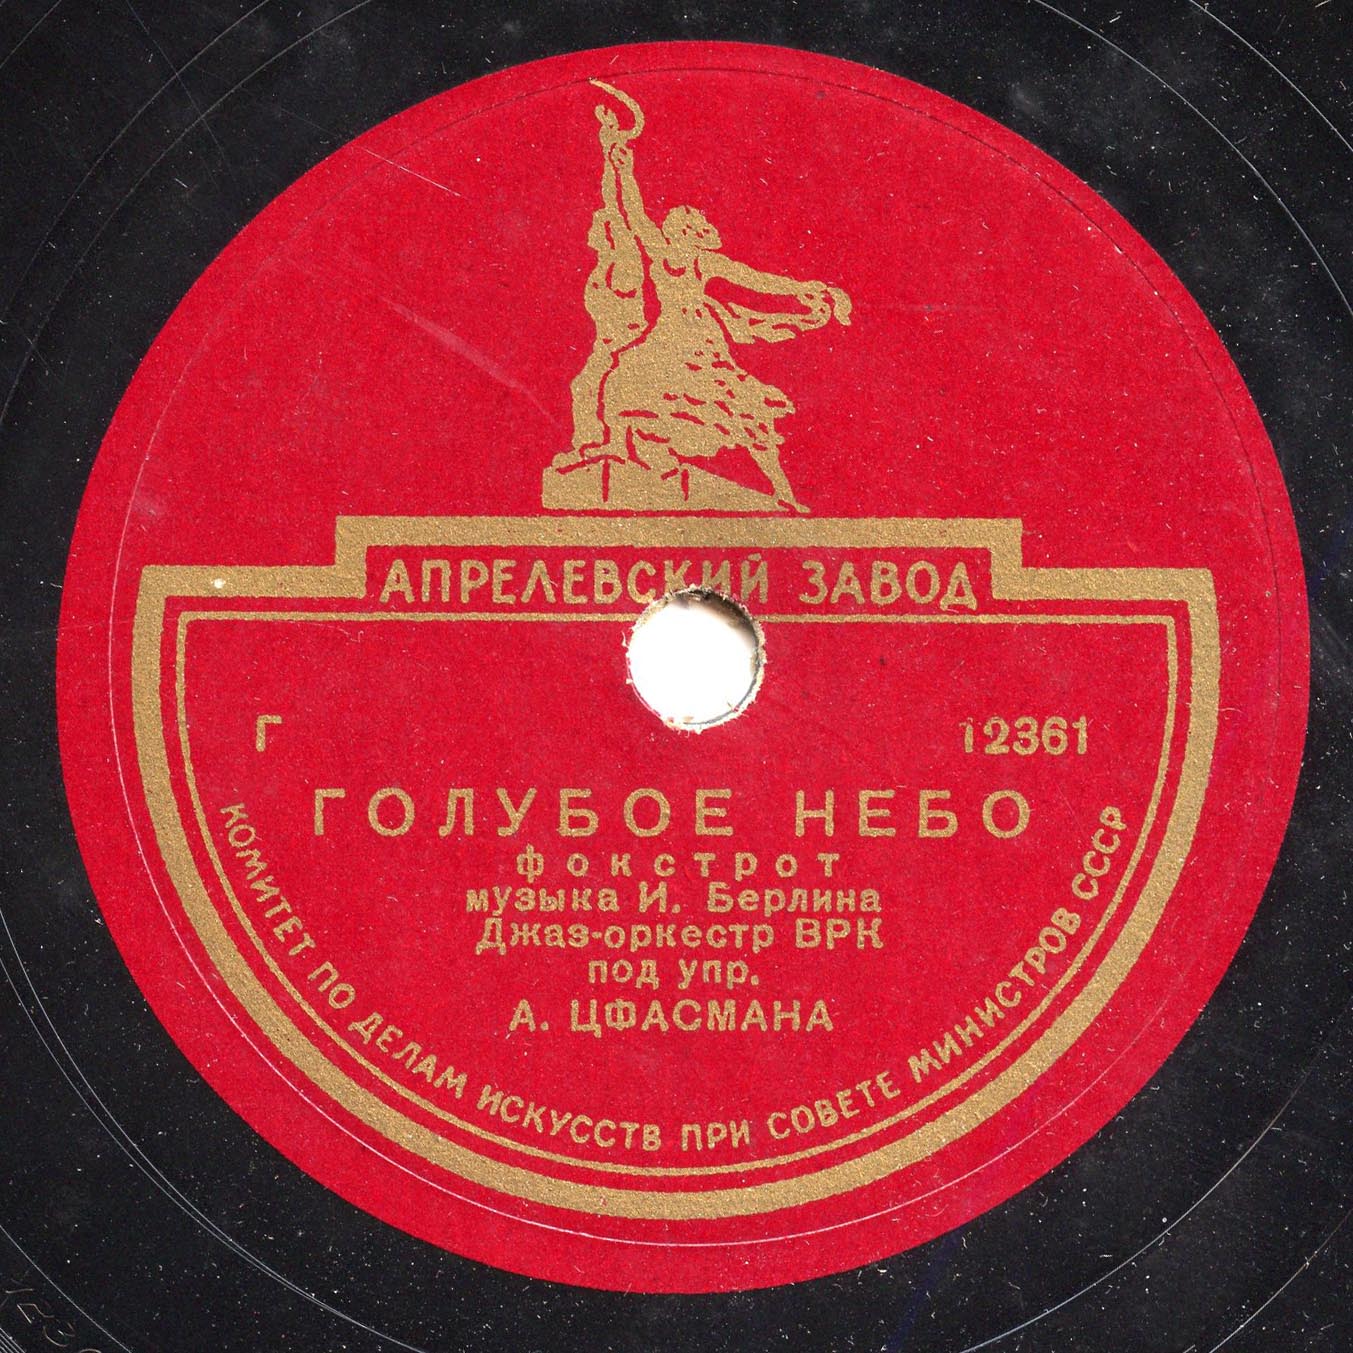 АПРЕЛЕВСКИЙ ЗАВОД
Г 12361
ГОЛУБОЕ НЕБО
фокстрот
музыка И. Берлина
Джаз-оркестр ВРК
под упр.
А. ЦФАСМАНА
КОМИТЕТ ПО ДЕЛАМ ИСКУССТВ ПРИ СОВЕТЕ МИНИСТРОВ СССР